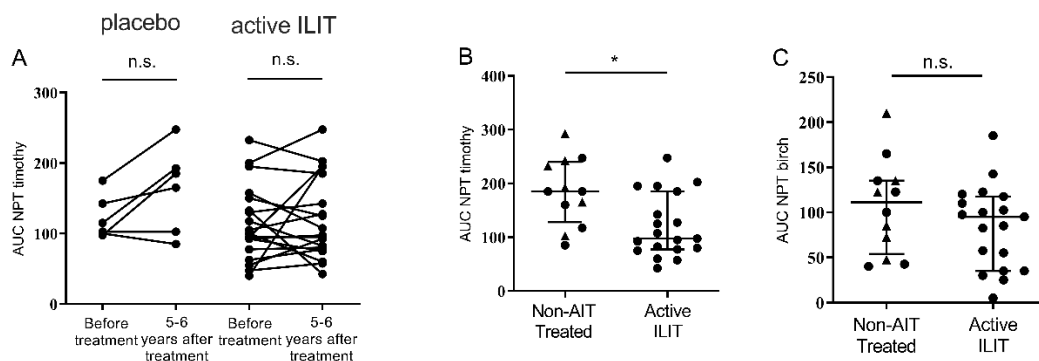 placebo
active ILIT
A
n.s.
n.s.
AUC NPT timothy
300
200
100
0
Before
treatment
5-6
years after
treatment
Before
treatment
5-6
years after
treatment
B
*
AUC NPT timothy
400
300
200
100
0
Non-AIT
Treated
Active
ILIT
C
n.s.
AUC NPT birch
250
200
150
100
50
0
Non-AIT
Treated
Active
ILIT